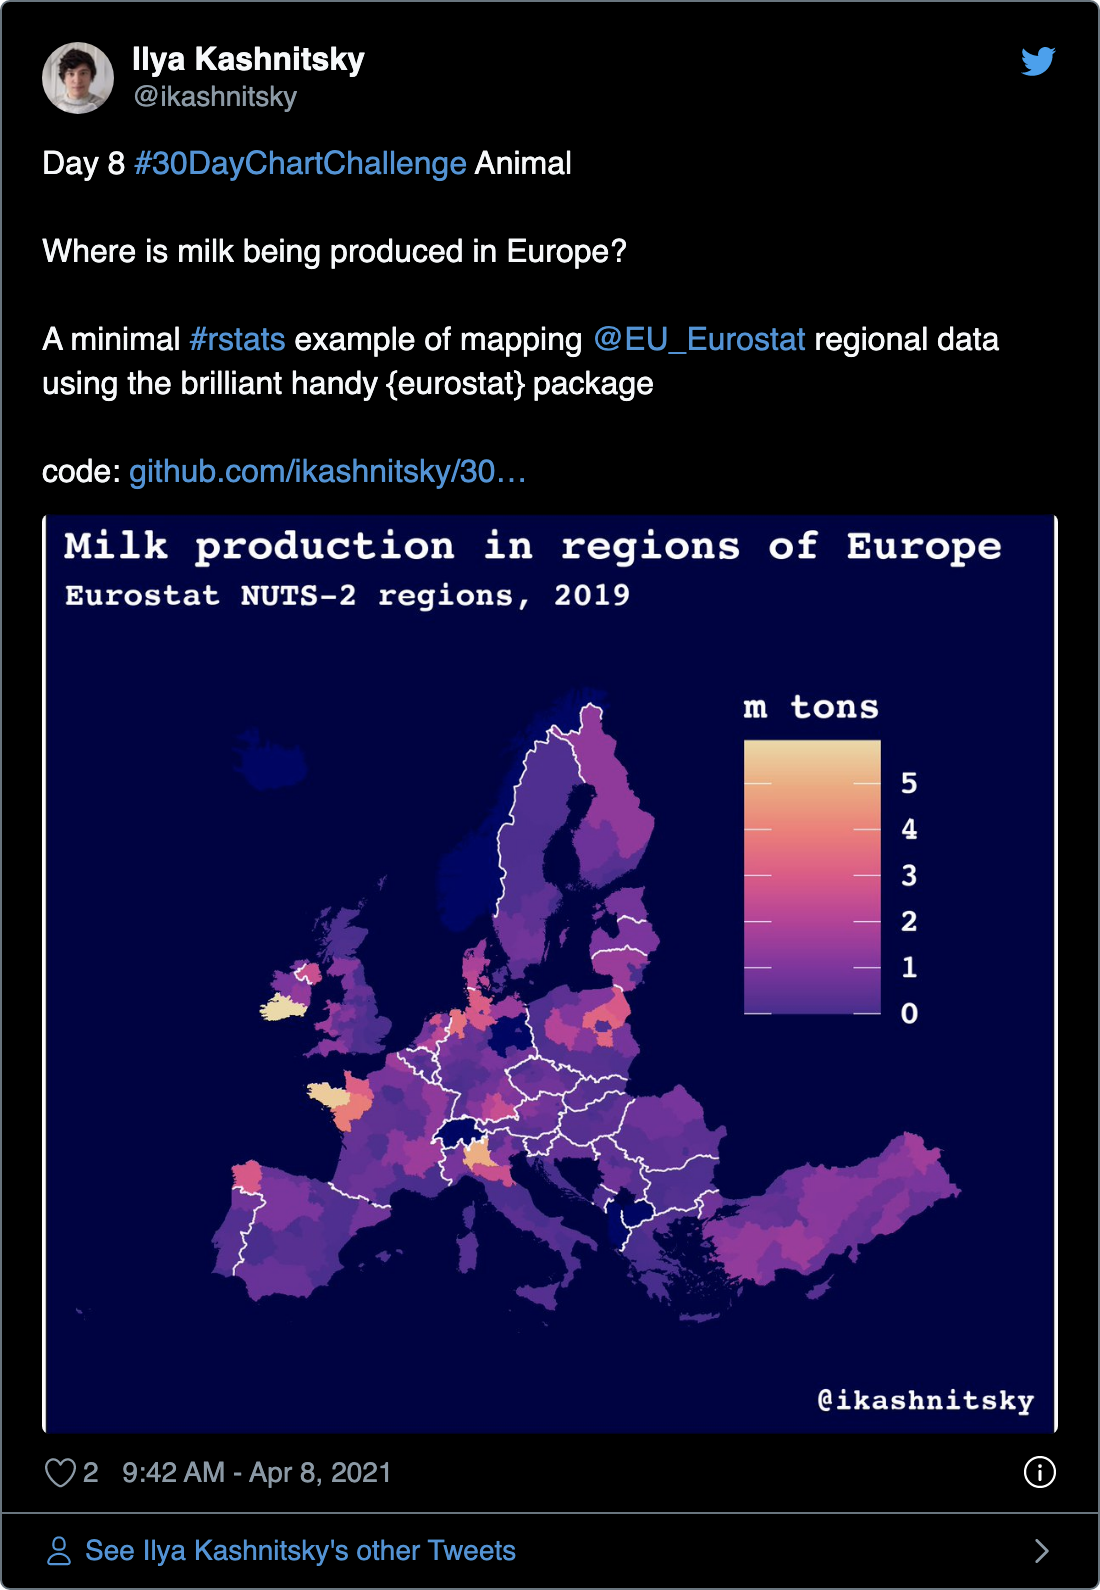 Ilya Kashnitsky
@ikashnitsky
Day 8 #30DayChartChallenge Animal
Where is milk being produced in Europe?
A minimal #rstats example of mapping @EU_Eurostat regional data
using the brilliant handy {eurostat} package
code: github.com/ikashnitsky/30…
Milk production in regions of Europe
Eurostat NUTS-2 regions, 2019
m tons
5
4
3
2
1
0
@ikashnitsky
2 9:42 AM - Apr 8, 2021
See Ilya Kashnitsky's other Tweets